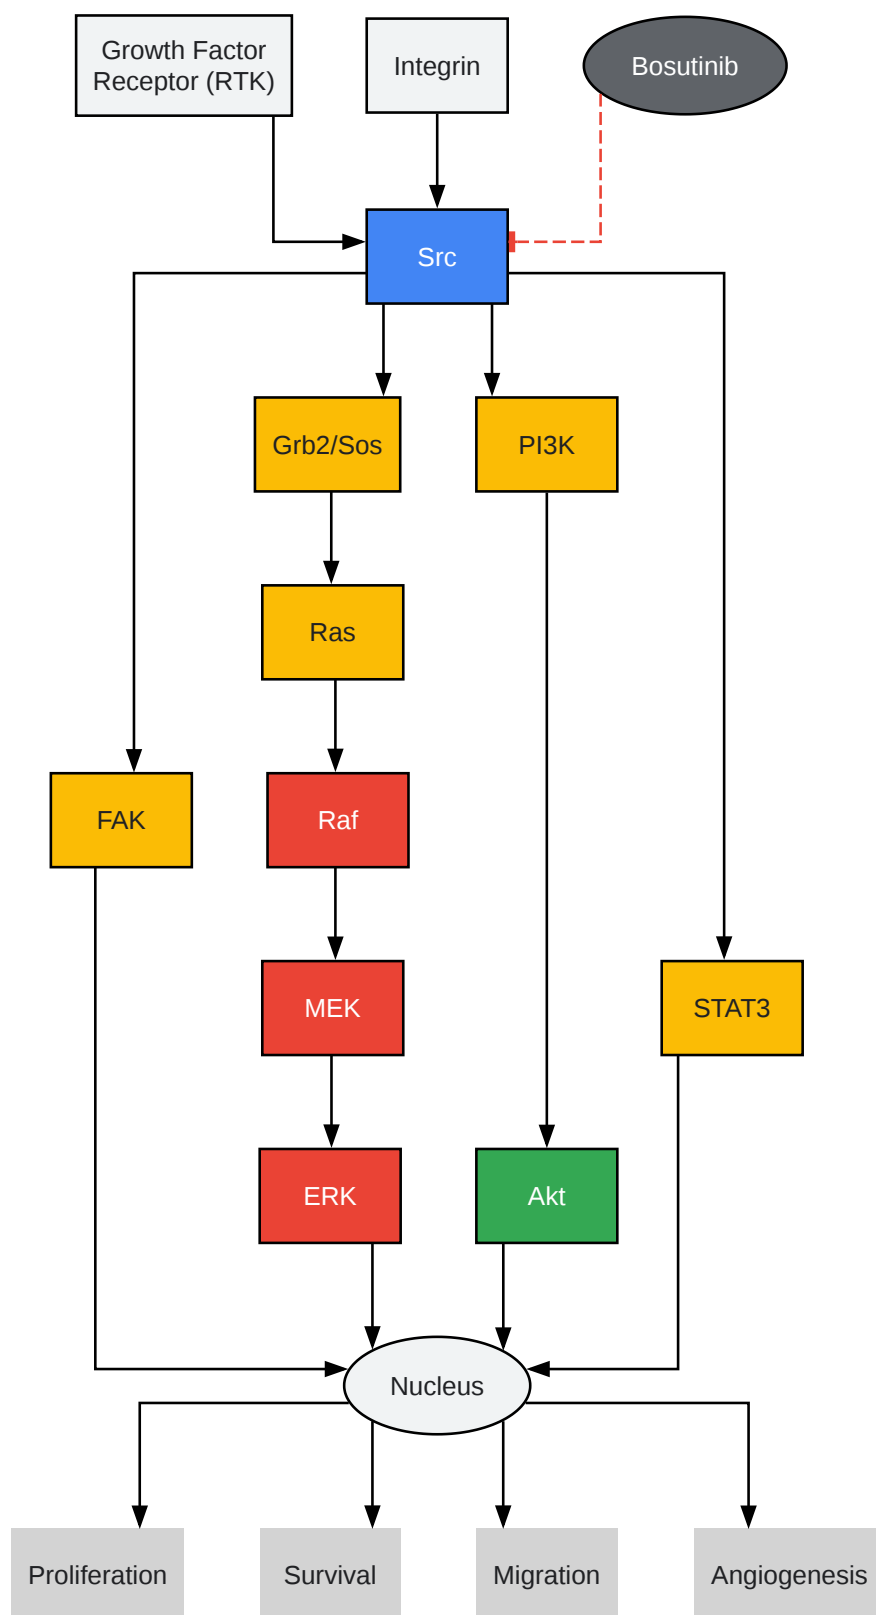 Growth Factor
Receptor (RTK)
Integrin
Bosutinib
Src
Grb2/Sos
PI3K
Ras
FAK
Raf
MEK
STAT3
ERK
Akt
Nucleus
Proliferation
Survival
Migration
Angiogenesis